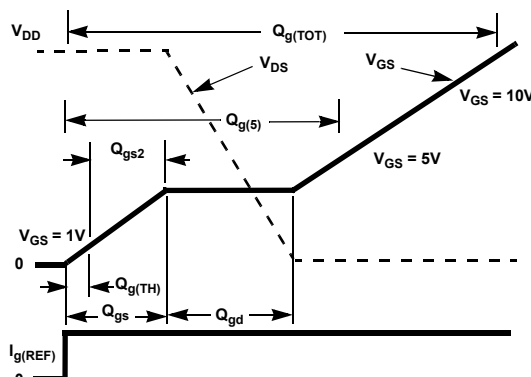 V_DD
Q_g(TOT)
V_DS
V_GS
V_GS = 10V
Q_g(5)
Q_gs2
V_GS = 5V
V_GS = 1V
0
Q_g(TH)
Q_gs
Q_gd
I_g(REF)
0